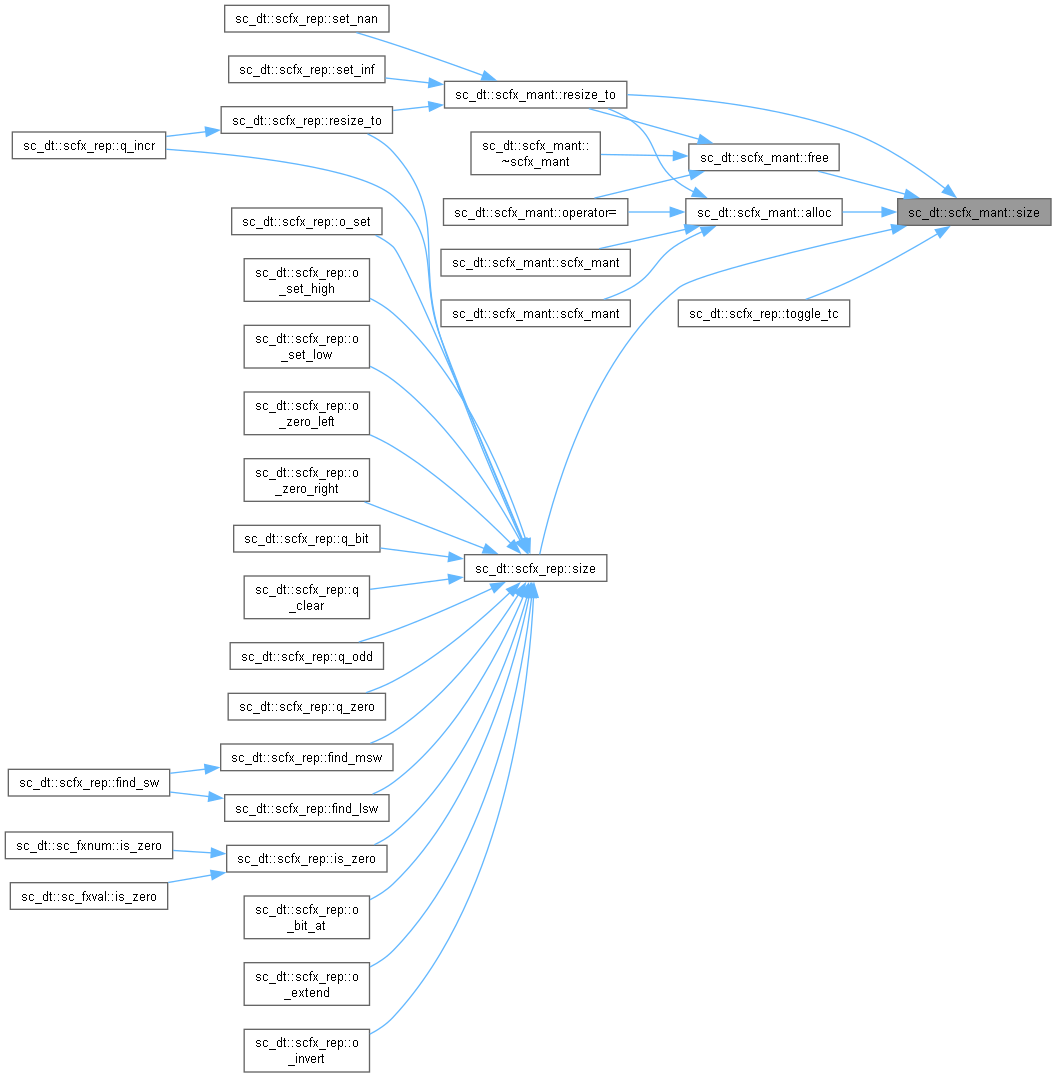 sc_dt::scfx_rep::set_nan
sc_dt::scfx_rep::set_inf
sc_dt::scfx_mant::resize_to
sc_dt::scfx_rep::resize_to
sc_dt::scfx_rep::q_incr
sc_dt::scfx_mant::
~scfx_mant
sc_dt::scfx_mant::free
sc_dt::scfx_mant::operator=
sc_dt::scfx_mant::alloc
sc_dt::scfx_mant::size
sc_dt::scfx_rep::o_set
sc_dt::scfx_mant::scfx_mant
sc_dt::scfx_rep::o
_set_high
sc_dt::scfx_mant::scfx_mant
sc_dt::scfx_rep::toggle_tc
sc_dt::scfx_rep::o
_set_low
sc_dt::scfx_rep::o
_zero_left
sc_dt::scfx_rep::o
_zero_right
sc_dt::scfx_rep::q_bit
sc_dt::scfx_rep::size
sc_dt::scfx_rep::q
_clear
sc_dt::scfx_rep::q_odd
sc_dt::scfx_rep::q_zero
sc_dt::scfx_rep::find_msw
sc_dt::scfx_rep::find_sw
sc_dt::scfx_rep::find_lsw
sc_dt::sc_fxnum::is_zero
sc_dt::scfx_rep::is_zero
sc_dt::sc_fxval::is_zero
sc_dt::scfx_rep::o
_bit_at
sc_dt::scfx_rep::o
_extend
sc_dt::scfx_rep::o
_invert